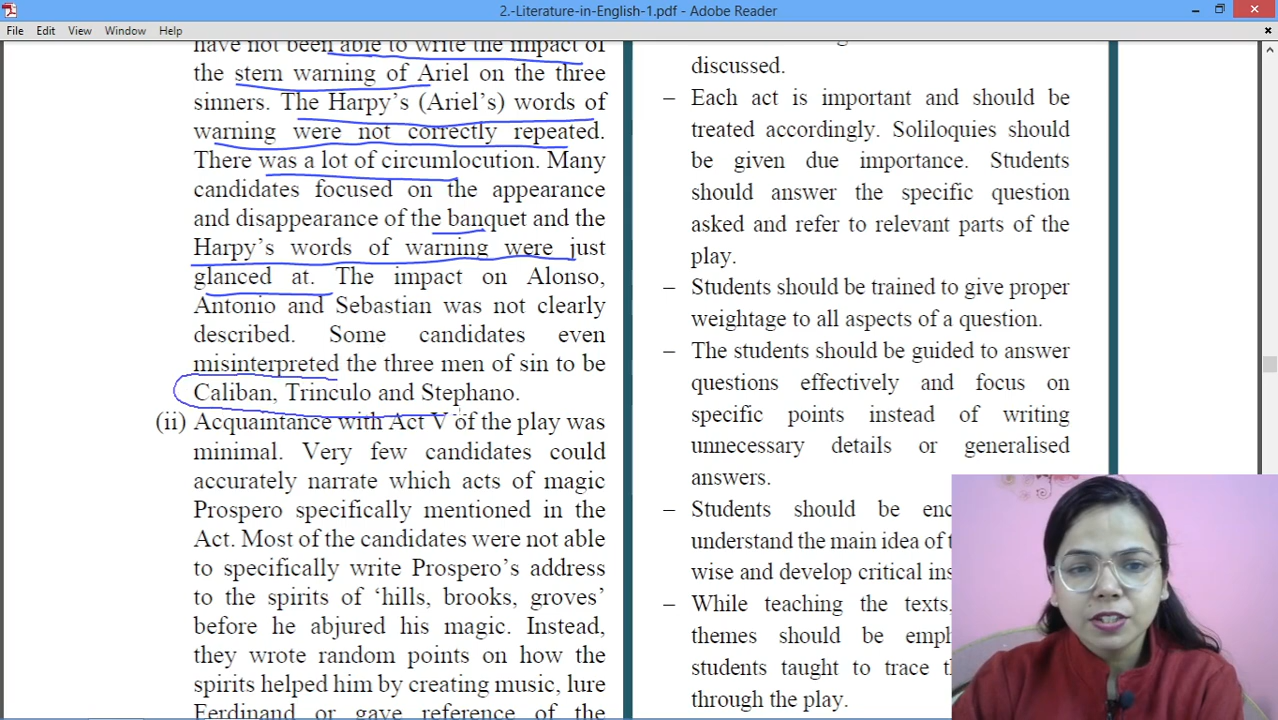 2.-Literature-in-English-1.pdf - Adobe Reader
File Edit View Window Help
have not been able to write the impact of
the stern warning of Ariel on the three
sinners. The Harpy's (Ariel's) words of
warning were not correctly repeated.
There was a lot of circumlocution. Many
candidates focused on the appearance
and disappearance of the banquet and the
Harpy's words of warning were just
glanced at. The impact on Alonso,
Antonio and Sebastian was not clearly
described. Some candidates even
misinterpreted the three men of sin to be
Caliban, Trinculo and Stephano.
(ii) Acquaintance with Act V of the play was
minimal. Very few candidates could
accurately narrate which acts of magic
Prospero specifically mentioned in the
Act. Most of the candidates were not able
to specifically write Prospero's address
to the spirits of 'hills, brooks, groves'
before he abjured his magic. Instead,
they wrote random points on how the
spirits helped him by creating music, lure
Ferdinand or gave reference of the
discussed.
– Each act is important and should be
treated accordingly. Soliloquies should
be given due importance. Students
should answer the specific question
asked and refer to relevant parts of the
play.
– Students should be trained to give proper
weightage to all aspects of a question.
– The students should be guided to answer
questions effectively and focus on
specific points instead of writing
unnecessary details or generalised
answers.
– Students should be enc
understand the main idea of t
wise and develop critical ins
– While teaching the texts,
themes should be emph
students taught to trace th
through the play.